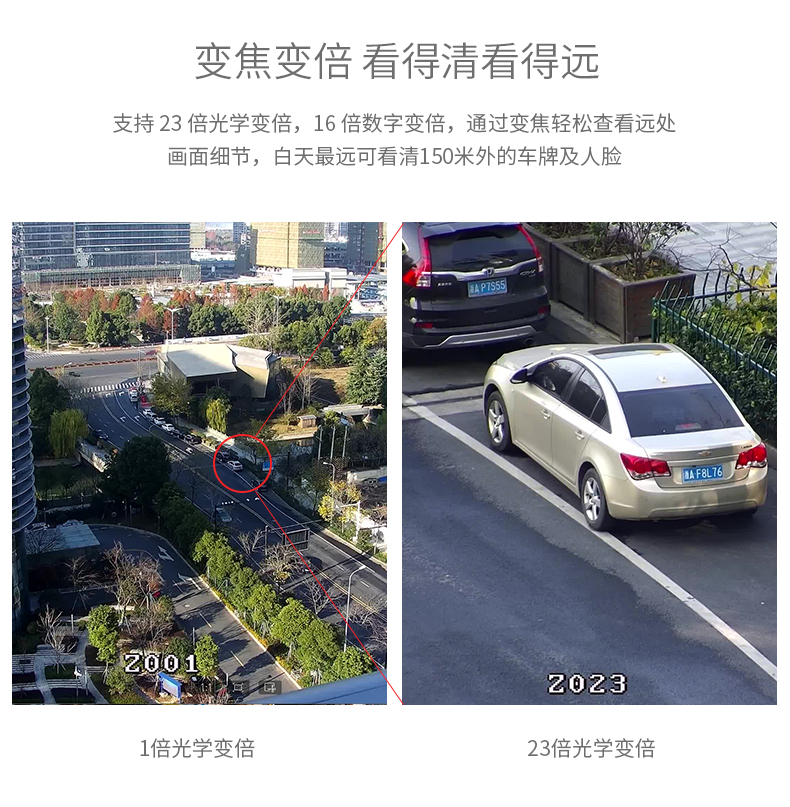 变焦变倍 看得清看得远
支持 23 倍光学变倍，16 倍数字变倍，通过变焦轻松查看远处
画面细节，白天最远可看清150米外的车牌及人脸
浙A P7S55
浙A F8L76
Z001
Z023
1倍光学变倍
23倍光学变倍